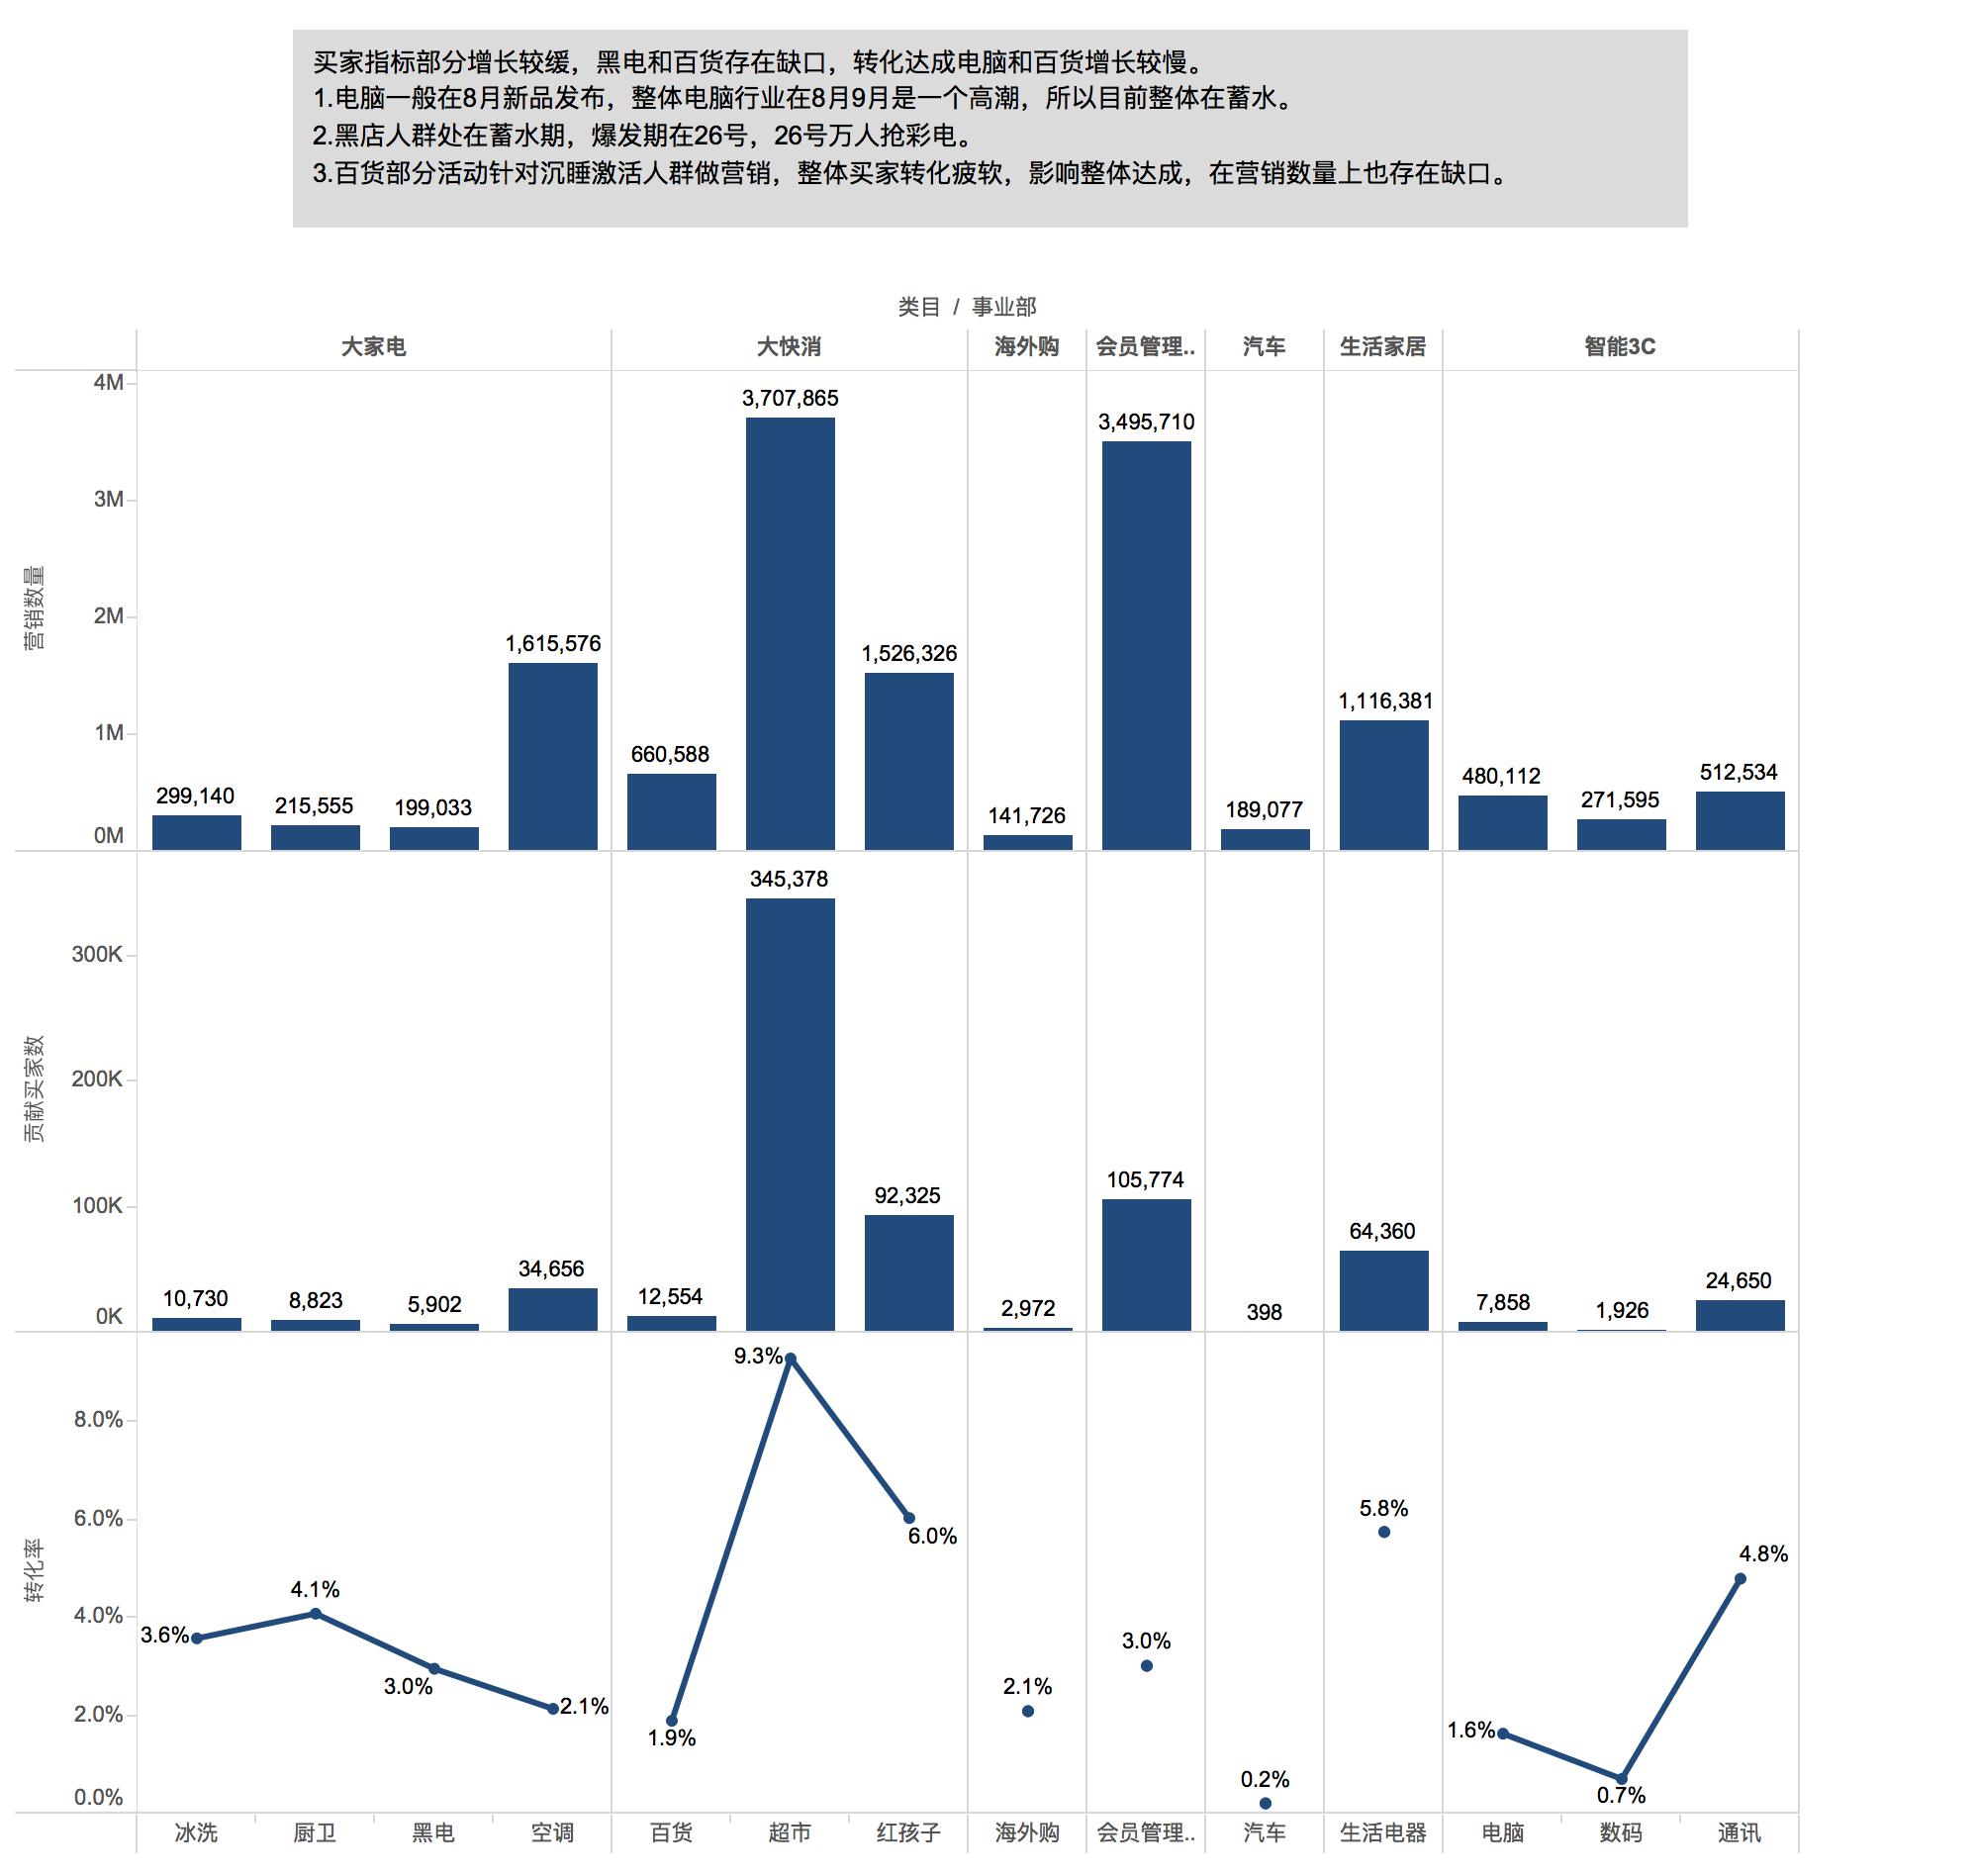 买家指标部分增长较缓，黑电和百货存在缺口，转化达成电脑和百货增长较慢。
1.电脑一般在8月新品发布，整体电脑行业在8月9月是一个高潮，所以目前整体在蓄水。
2.黑店人群处在蓄水期，爆发期在26号，26号万人抢彩电。
3.百货部分活动针对沉睡激活人群做营销，整体买家转化疲软，影响整体达成，在营销数量上也存在缺口。
类目 / 事业部
大家电 大快消 海外购 会员管理.. 汽车 生活家居 智能3C
营销数量
4M
3M
2M
1M
0M
299,140 215,555 199,033 1,615,576 660,588 3,707,865 1,526,326 141,726 3,495,710 189,077 1,116,381 480,112 271,595 512,534
贡献买家数
300K
200K
100K
0K
10,730 8,823 5,902 34,656 12,554 345,378 92,325 2,972 105,774 398 64,360 7,858 1,926 24,650
转化率
8.0%
6.0%
4.0%
2.0%
0.0%
3.6% 4.1% 3.0% 2.1% 1.9% 9.3% 6.0% 2.1% 3.0% 0.2% 5.8% 1.6% 0.7% 4.8%
冰洗 厨卫 黑电 空调 百货 超市 红孩子 海外购 会员管理.. 汽车 生活电器 电脑 数码 通讯